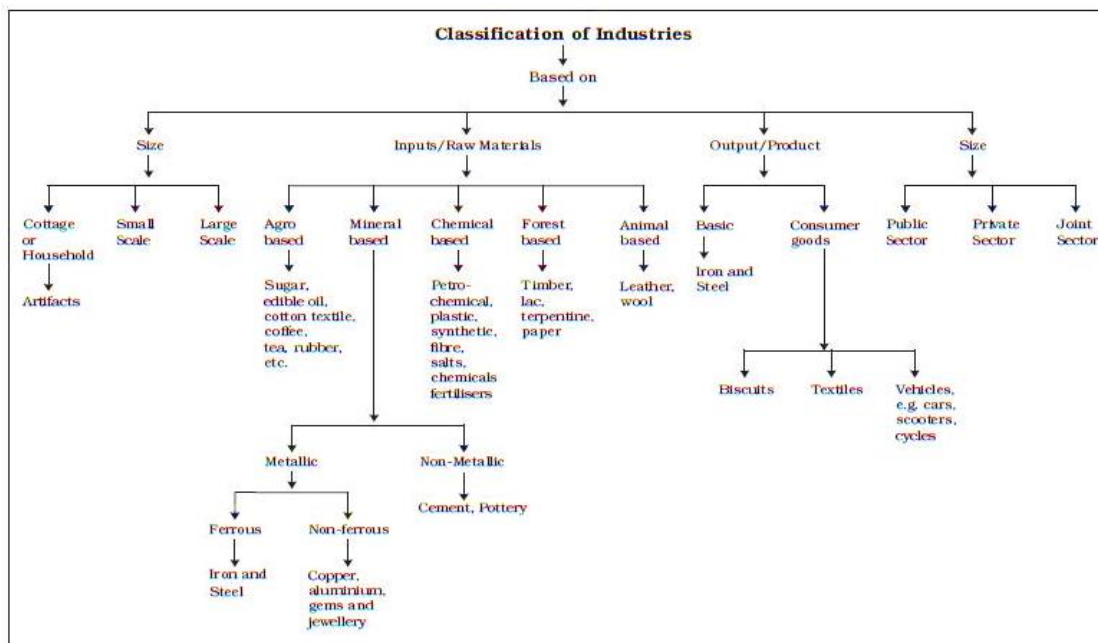 Classification of Industries
Based on
Size
Inputs/Raw Materials
Output/Product
Size
Cottage
or
Household
Small
Scale
Large
Scale
Agro
based
Mineral
based
Chemical
based
Forest
based
Animal
based
Basic
Consumer
goods
Public
Sector
Private
Sector
Joint
Sector
Artifacts
Sugar,
edible oil,
cotton textile,
coffee,
tea, rubber,
etc.
Petro-
chemical,
plastic,
synthetic,
fibre,
salts,
chemicals
fertilisers
Timber,
lac,
terpentine,
paper
Leather,
wool
Iron and
Steel
Biscuits
Textiles
Vehicles,
e.g. cars,
scooters,
cycles
Metallic
Non-Metallic
Cement, Pottery
Ferrous
Non-ferrous
Iron and
Steel
Copper,
aluminium,
gems and
jewellery